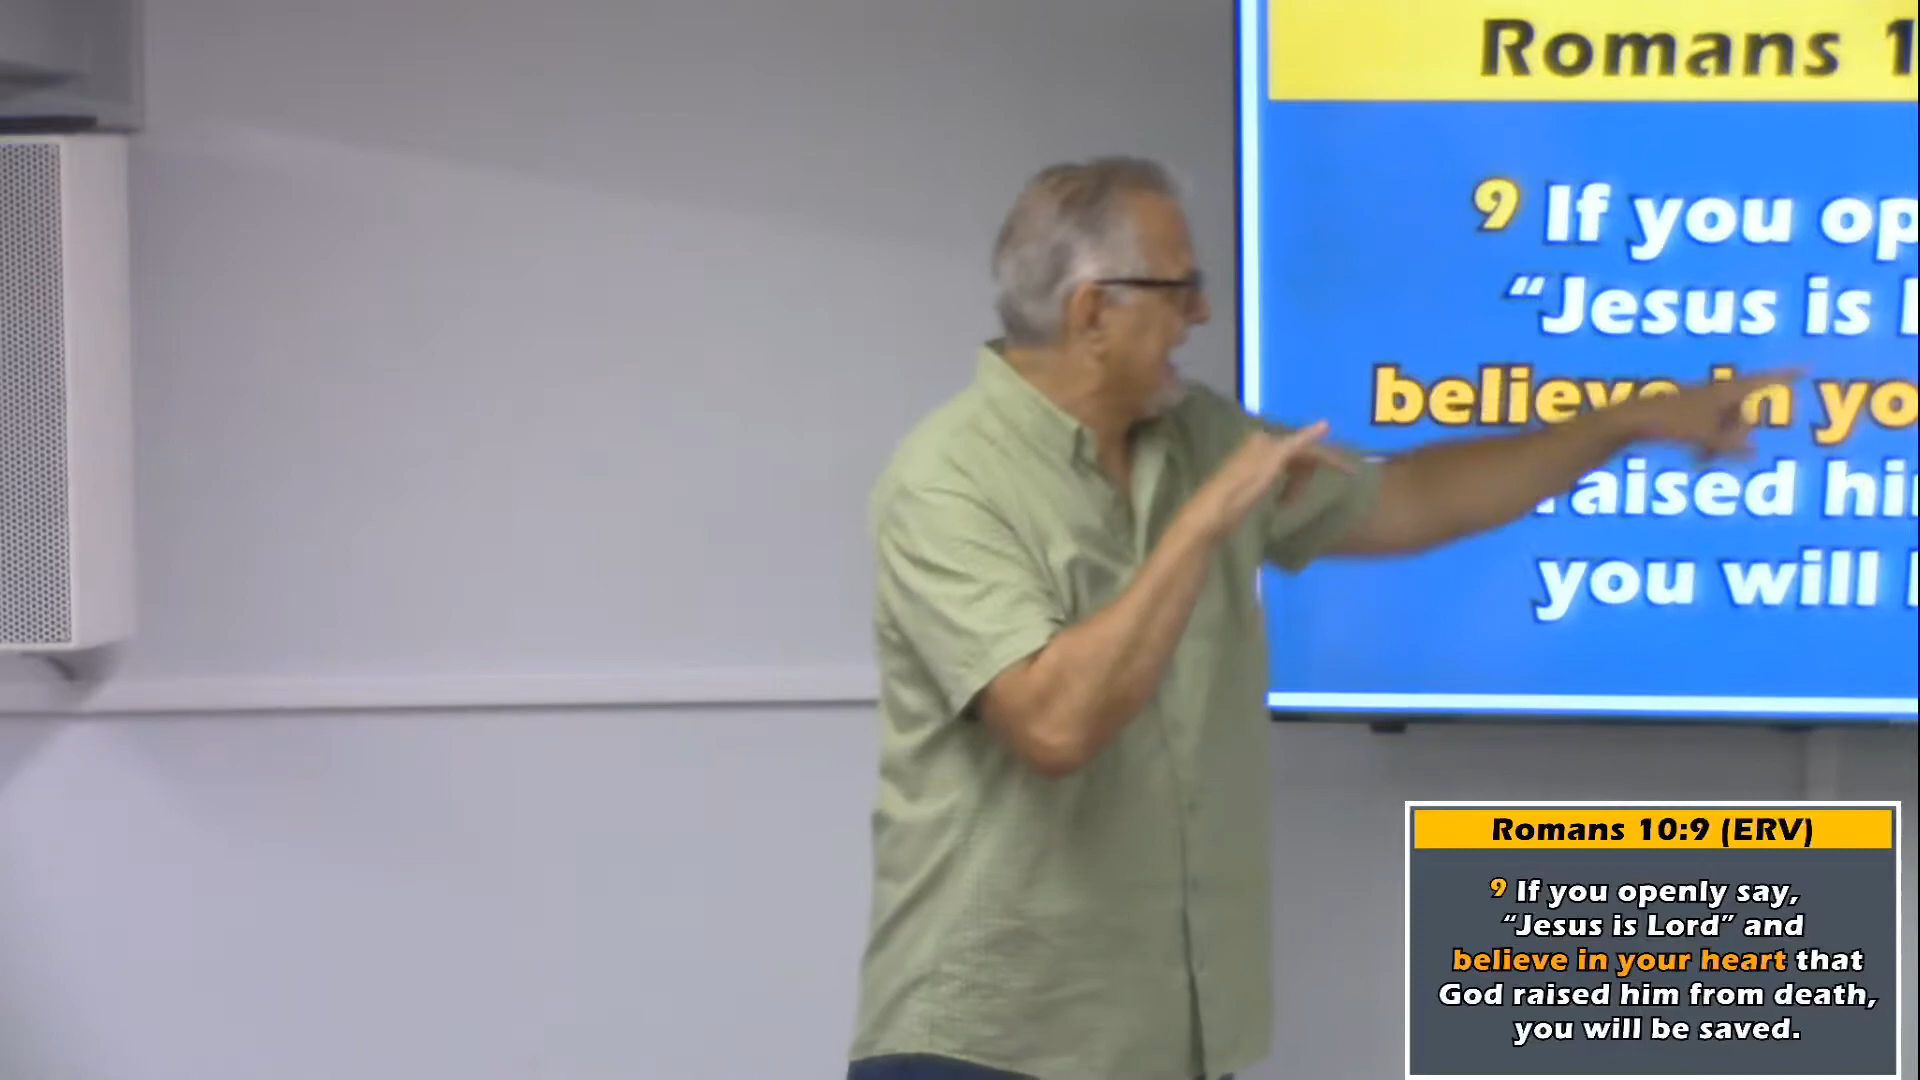 Romans 1
9 If you op
“Jesus is
believe in yo
raised hi
you will
Romans 10:9 (ERV)
9 If you openly say,
“Jesus is Lord” and
believe in your heart that
God raised him from death,
you will be saved.